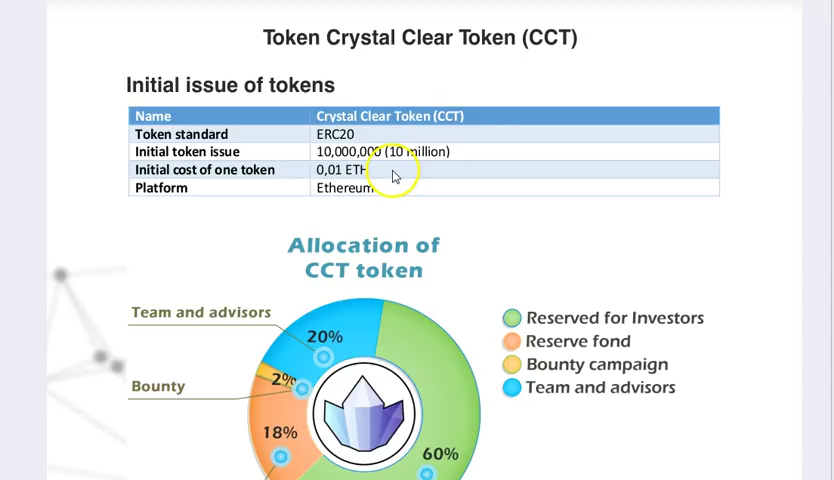 Token Crystal Clear Token (CCT)
Initial issue of tokens
Name Crystal Clear Token (CCT)
Token standard ERC20
Initial token issue 10,000,000 (10 million)
Initial cost of one token 0,01 ETH
Platform Ethereum
Allocation of
CCT token
Team and advisors
20%
2%
Bounty
18%
60%
Reserved for Investors
Reserve fond
Bounty campaign
Team and advisors